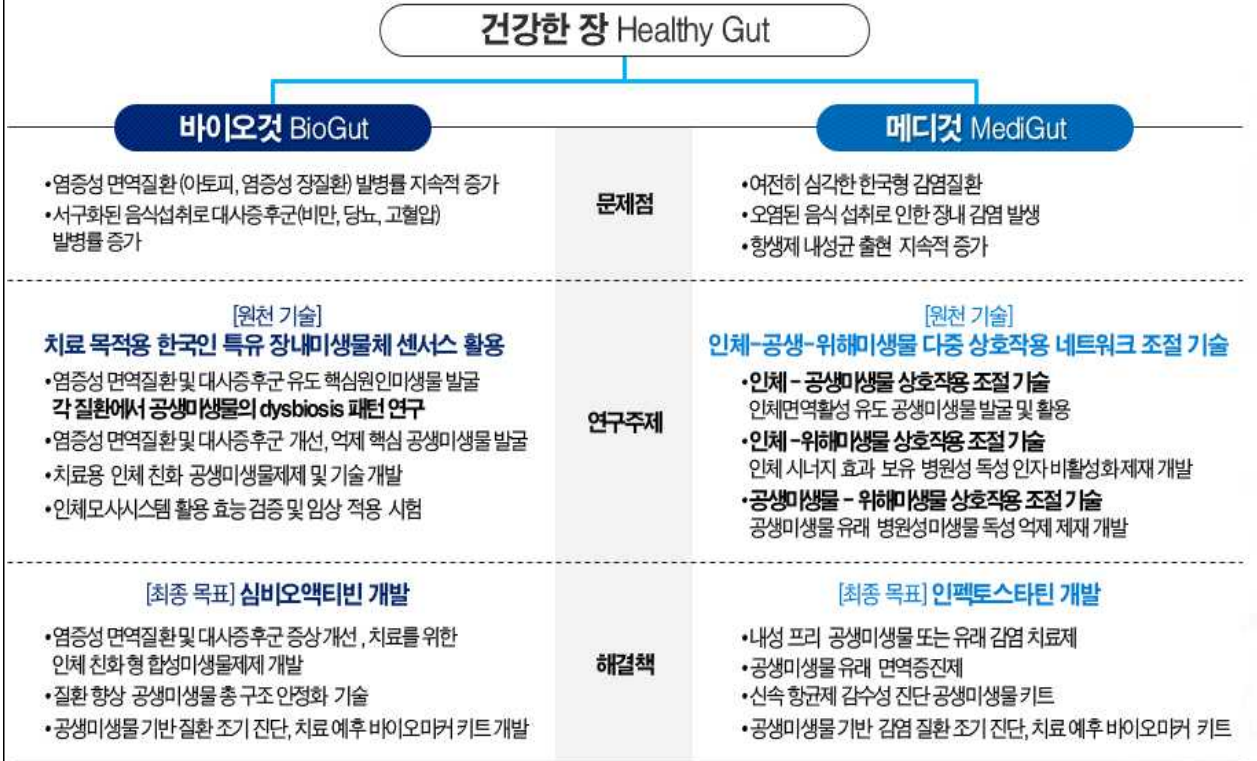 건강한 장 Healthy Gut
바이오것 BioGut
메디것 MediGut
•염증성 면역질환(아토피, 염증성 장질환) 발병률 지속적 증가
•서구화된 음식섭취로 대사증후군(비만, 당뇨, 고혈압)
발병률 증가
문제점
•여전히 심각한 한국형 감염질환
•오염된 음식 섭취로 인한 장내 감염 발생
•항생제 내성균 출현 지속적 증가
[원천 기술]
치료 목적용 한국인 특유 장내미생물체 센서스 활용
•염증성 면역질환 및 대사증후군 유도 핵심원인미생물 발굴
각 질환에서 공생미생물의 dysbiosis 패턴 연구
•염증성 면역질환 및 대사증후군 개선, 억제 핵심 공생미생물 발굴
•치료용 인체 친화 공생미생물제제 및 기술 개발
•인체모사시스템 활용 효능 검증 및 임상 적용 시험
연구주제
[원천 기술]
인체-공생-위해미생물 다중 상호작용 네트워크 조절 기술
•인체 - 공생미생물 상호작용 조절 기술
인체면역활성 유도 공생미생물 발굴 및 활용
•인체 -위해미생물 상호작용 조절 기술
인체 시너지 효과 보유 병원성 독성 인자 비활성화 제재 개발
•공생미생물 - 위해미생물 상호작용 조절 기술
공생미생물 유래 병원성미생물 독성 억제 제재 개발
[최종 목표] 심비오액티빈 개발
•염증성 면역질환 및 대사증후군 증상 개선 , 치료를 위한
인체 친화 형 합성미생물제제 개발
•질환 향상 공생미생물 총 구조 안정화 기술
•공생미생물 기반 질환 조기 진단, 치료 예후 바이오마커 키트 개발
해결책
[최종 목표] 인펙토스타틴 개발
•내성 프리 공생미생물 또는 유래 감염 치료제
•공생미생물 유래 면역증진제
•신속 항균제 감수성 진단 공생미생물 키트
•공생미생물 기반 감염 질환 조기 진단, 치료 예후 바이오마커 키트